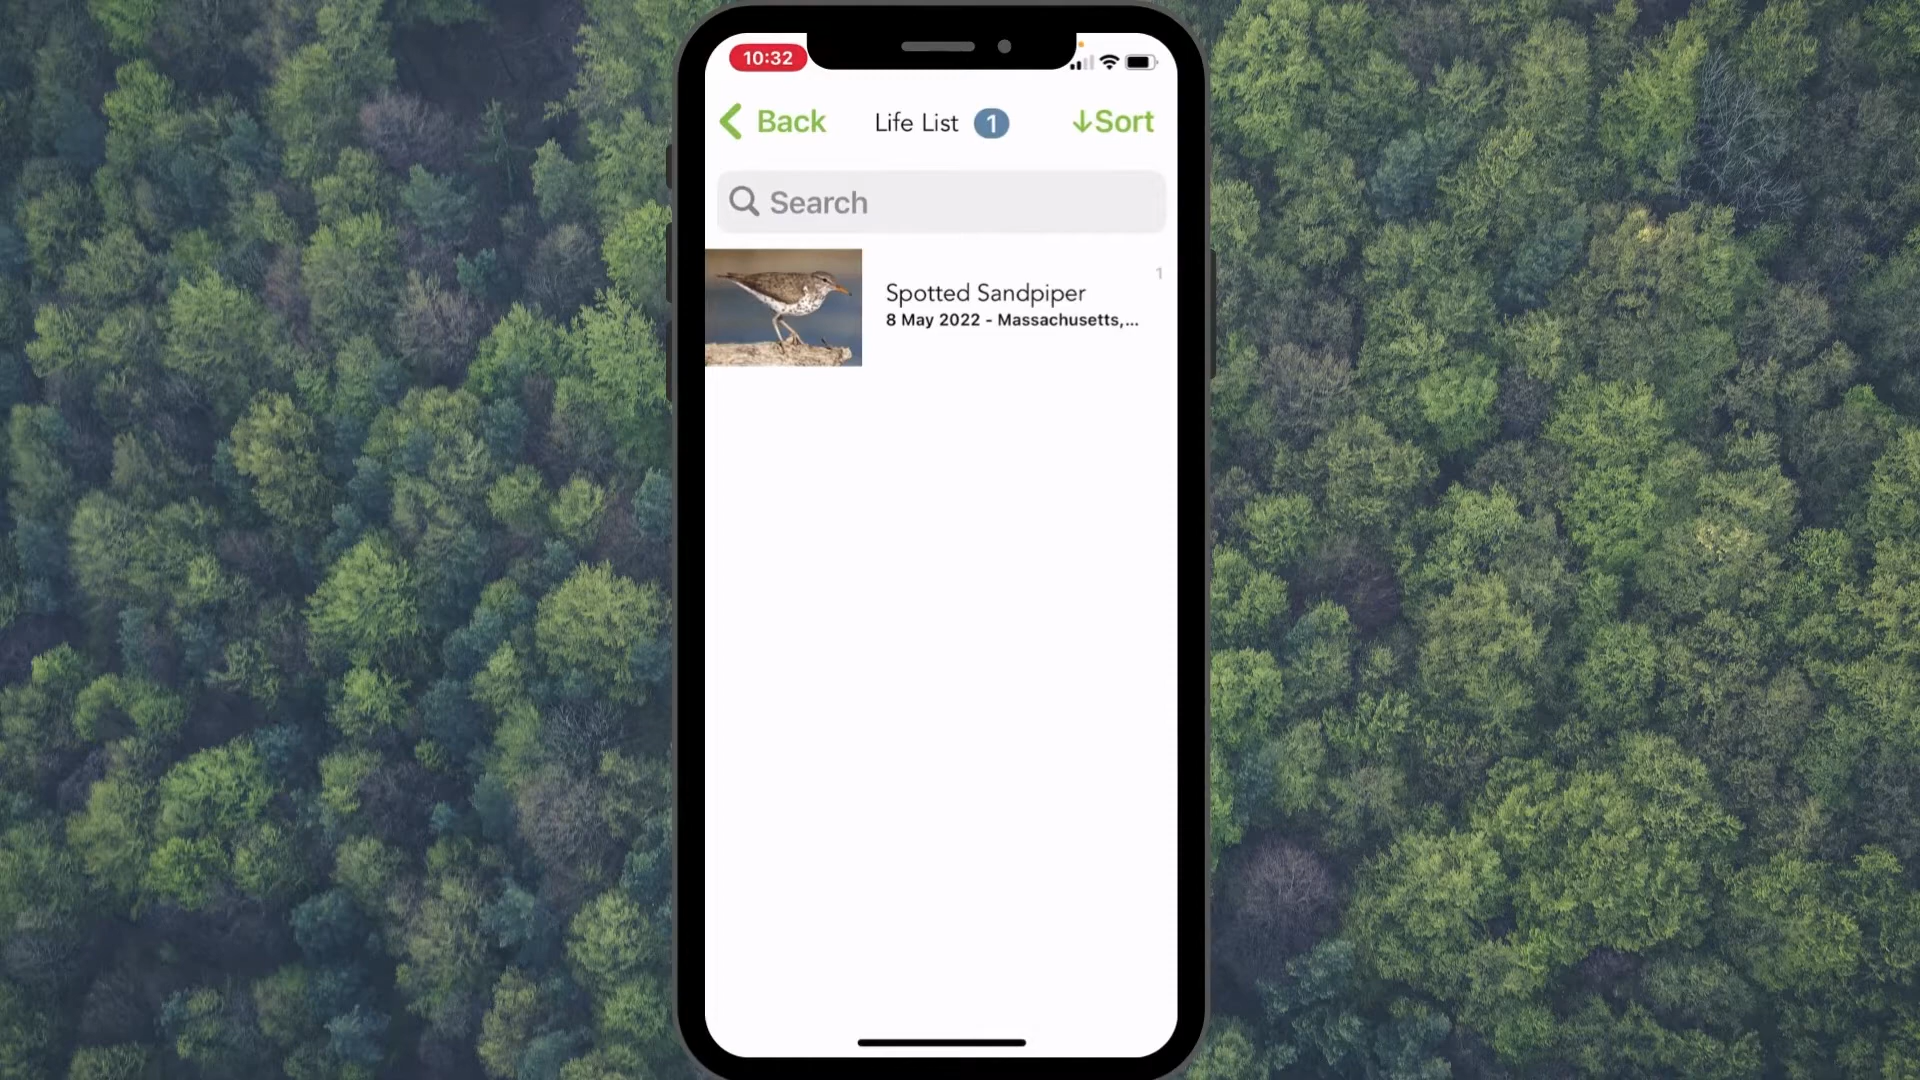 10:32
Back
Life List 1
↓Sort
Search
1
Spotted Sandpiper
8 May 2022 - Massachusetts,...